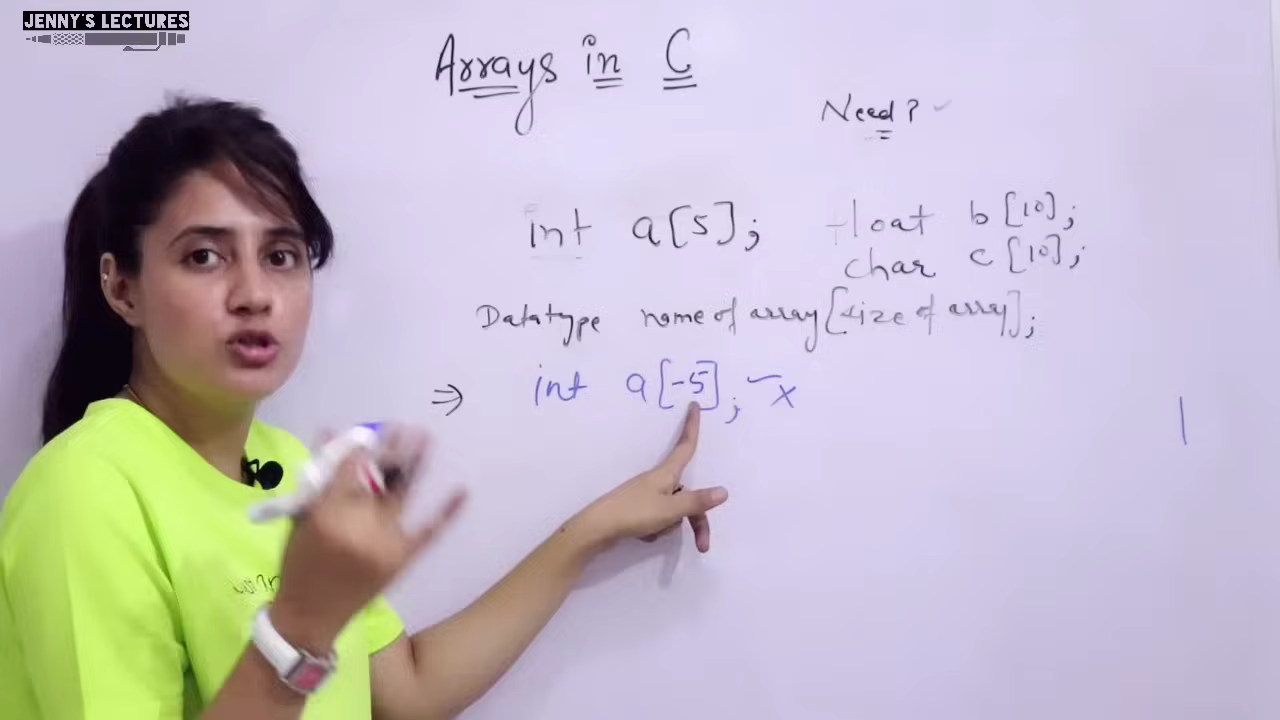 JENNY'S LECTURES
Arrays in C
Need?
int a[5]; float b[10];
char c[10];
Datatype name of array[size of array];
⇒ int a[-5]; x